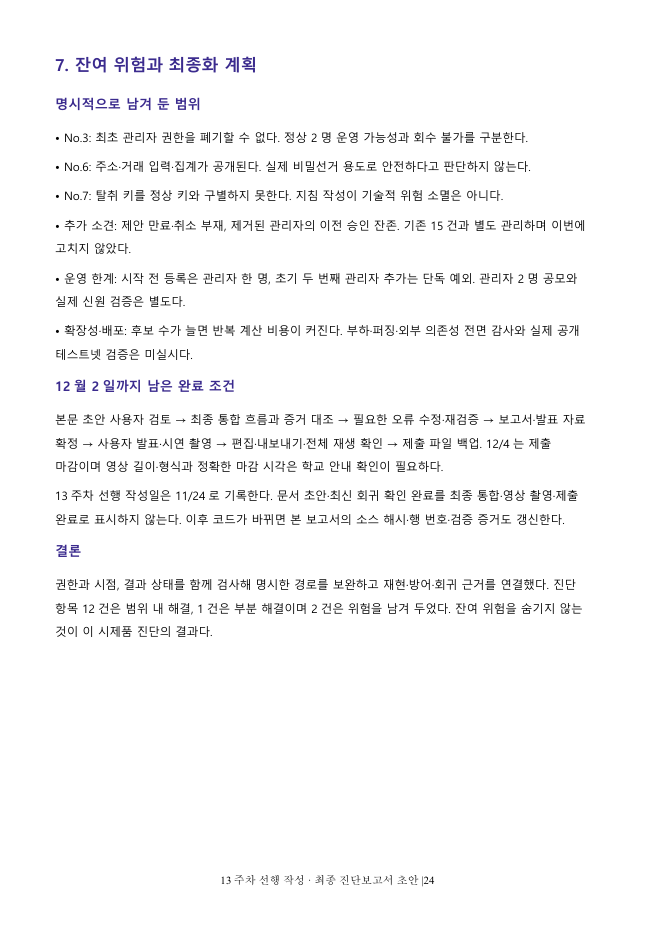 7. 잔여 위험과 최종화 계획
명시적으로 남겨 둔 범위
• No.3: 최초 관리자 권한을 폐기할 수 없다. 정상 2 명 운영 가능성과 회수 불가를 구분한다.
• No.6: 주소·거래 입력·집계가 공개된다. 실제 비밀선거 용도로 안전하다고 판단하지 않는다.
• No.7: 탈취 키를 정상 키와 구별하지 못한다. 지침 작성이 기술적 위험 소멸은 아니다.
• 추가 소견: 제안 만료·취소 부재, 제거된 관리자의 이전 승인 잔존. 기존 15 건과 별도 관리하며 이번에
고치지 않았다.
• 운영 한계: 시작 전 등록은 관리자 한 명, 초기 두 번째 관리자 추가는 단독 예외. 관리자 2 명 공모와
실제 신원 검증은 별도다.
• 확장성·배포: 후보 수가 늘면 반복 계산 비용이 커진다. 부하·퍼징·외부 의존성 전면 감사와 실제 공개
테스트넷 검증은 미실시다.
12 월 2 일까지 남은 완료 조건
본문 초안 사용자 검토 → 최종 통합 흐름과 증거 대조 → 필요한 오류 수정·재검증 → 보고서·발표 자료
확정 → 사용자 발표·시연 촬영 → 편집·내보내기·전체 재생 확인 → 제출 파일 백업. 12/4 는 제출
마감이며 영상 길이·형식과 정확한 마감 시각은 학교 안내 확인이 필요하다.
13 주차 선행 작성일은 11/24 로 기록한다. 문서 초안·최신 회귀 확인 완료를 최종 통합·영상 촬영·제출
완료로 표시하지 않는다. 이후 코드가 바뀌면 본 보고서의 소스 해시·행 번호·검증 증거도 갱신한다.
결론
권한과 시점, 결과 상태를 함께 검사해 명시한 경로를 보완하고 재현·방어·회귀 근거를 연결했다. 진단
항목 12 건은 범위 내 해결, 1 건은 부분 해결이며 2 건은 위험을 남겨 두었다. 잔여 위험을 숨기지 않는
것이 이 시제품 진단의 결과다.
13 주차 선행 작성 · 최종 진단보고서 초안 |24